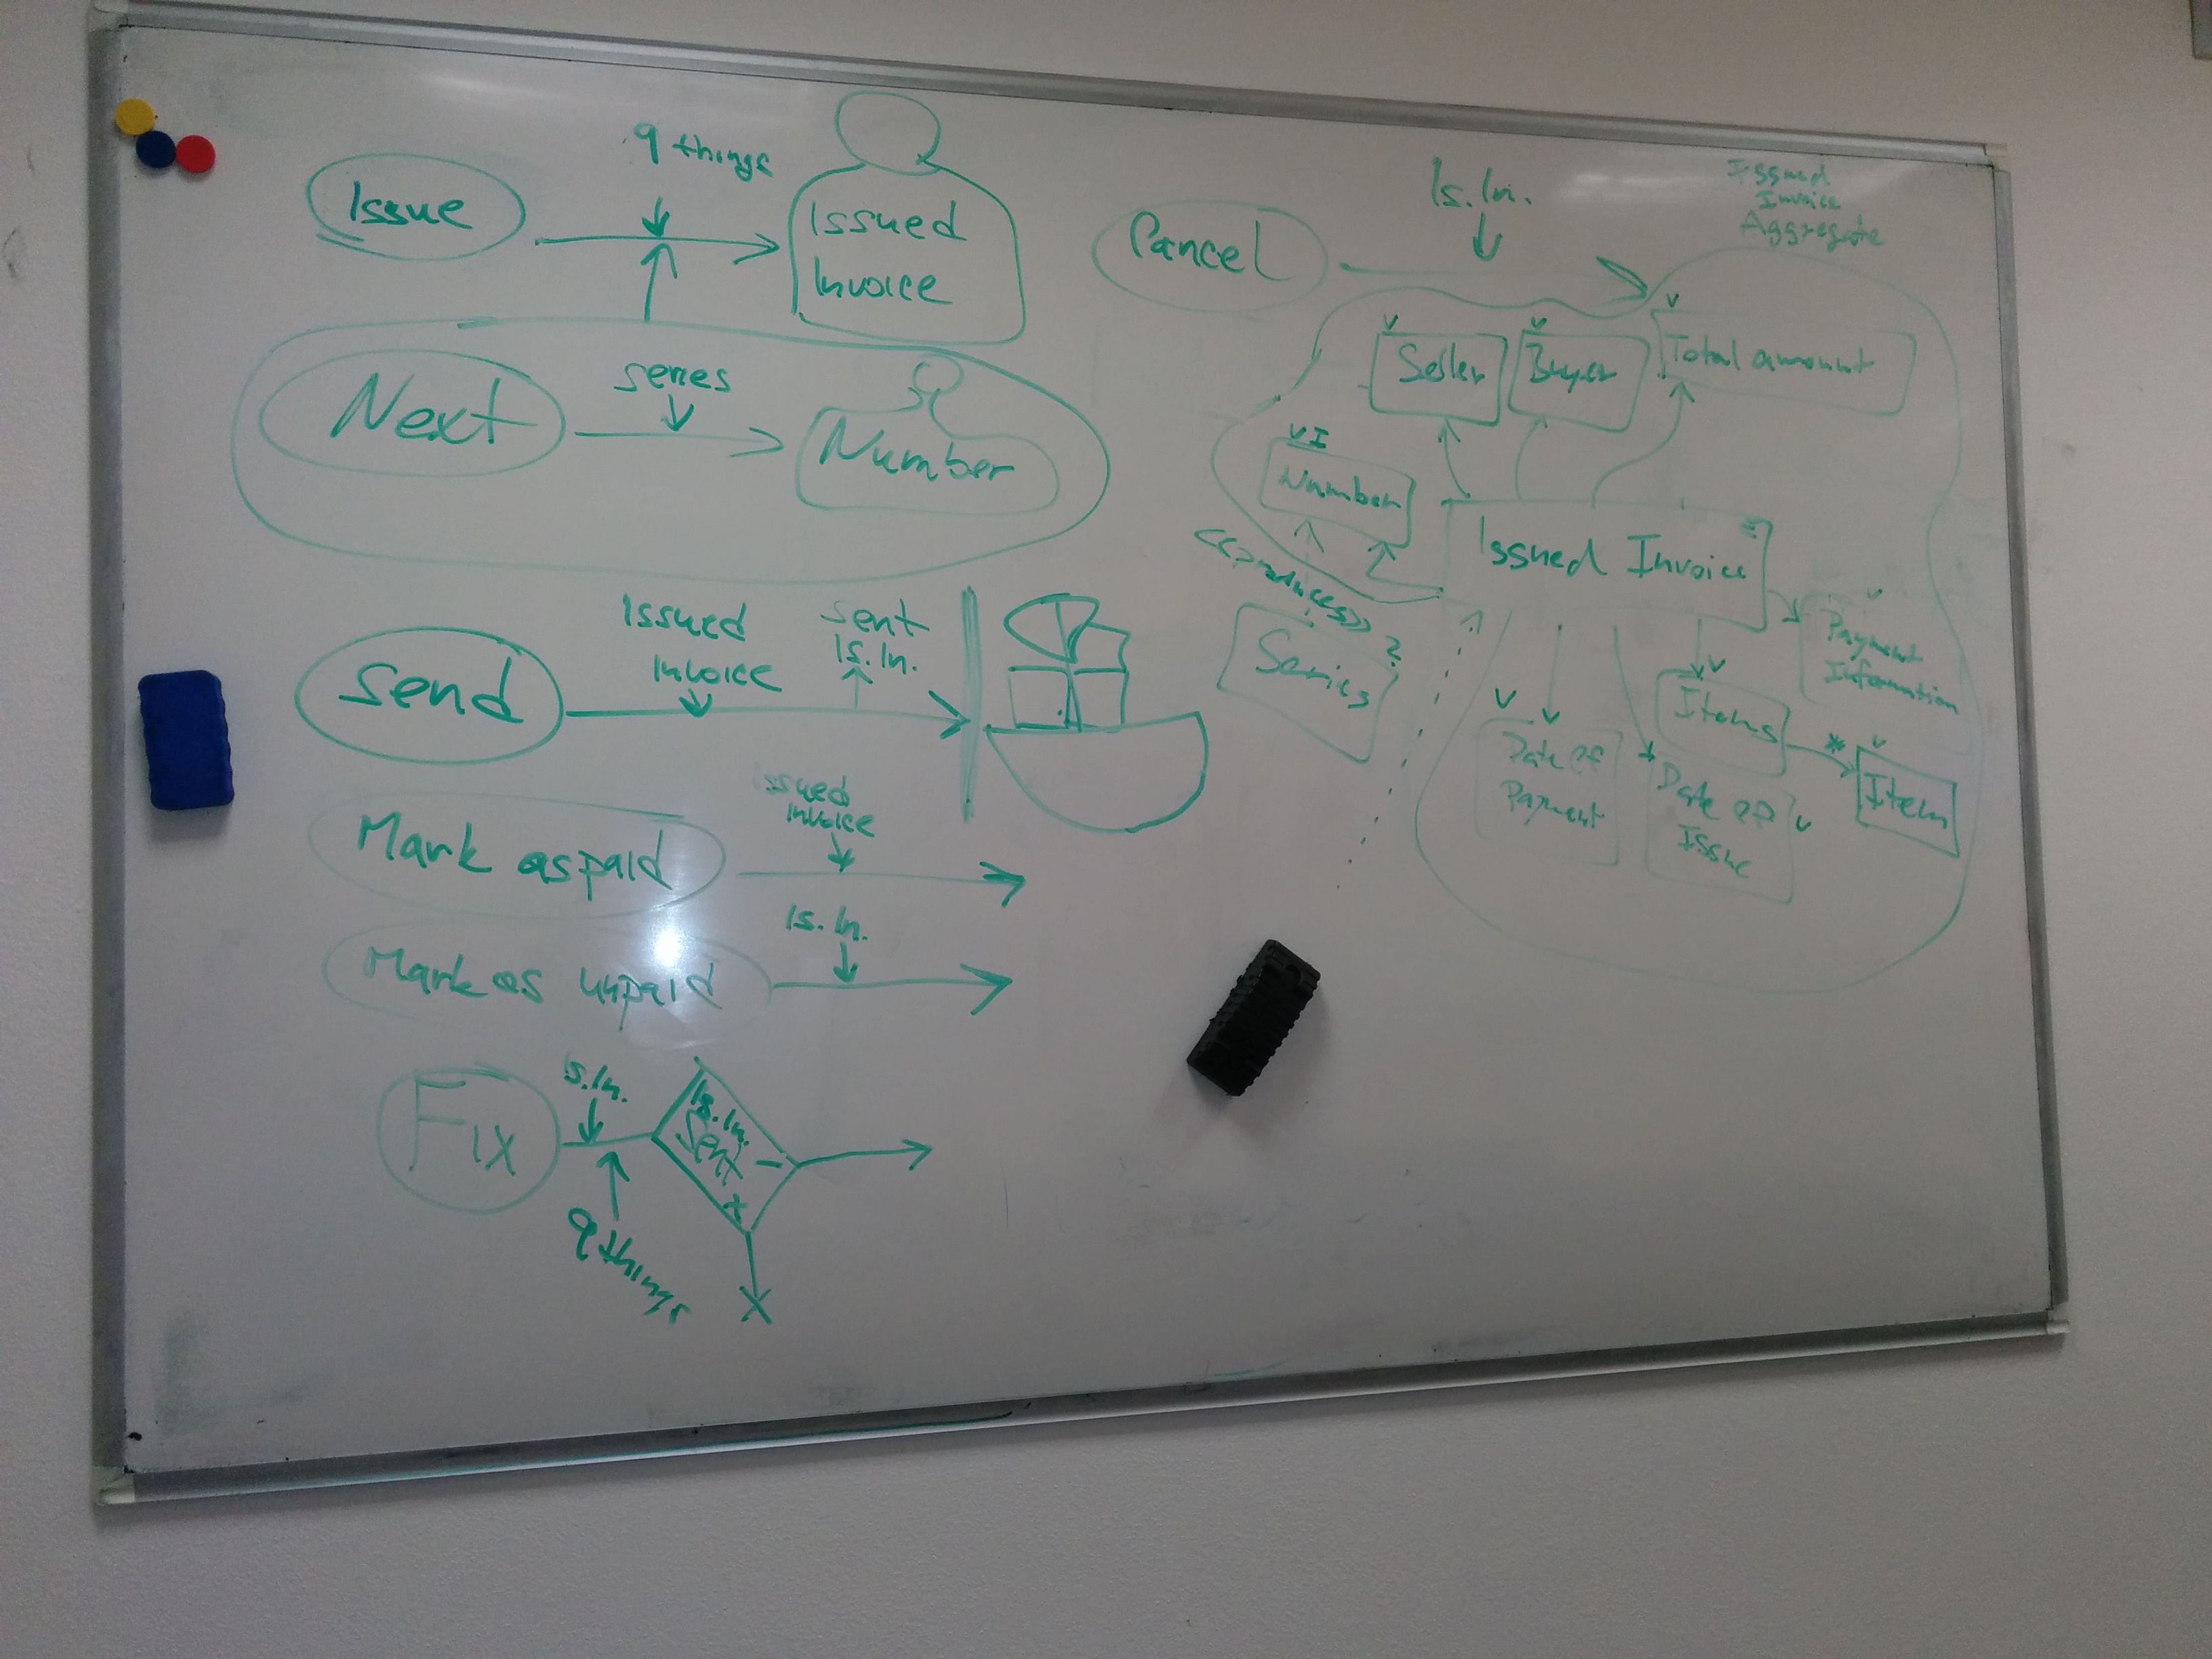 Issue
9 things
Issued
Invoice
Next
series
Number
Send
Issued
Invoice
sent
Is.In.
Mark as paid
Issued
invoice
Mark as unpaid
Is.In.
Fix
Is.In.
9 things
Is.In.
Sent -
+
Cancel
Is.In.
Issued
Invoice
Aggregate
V
Seller
V
Buyer
V
Total amount
VI
Number
<<produces>> ?
Series
Issued Invoice
V
Payment
Information
V
Items
*
V
Item
V
V
Date of
Payment
Date of
Issue
V